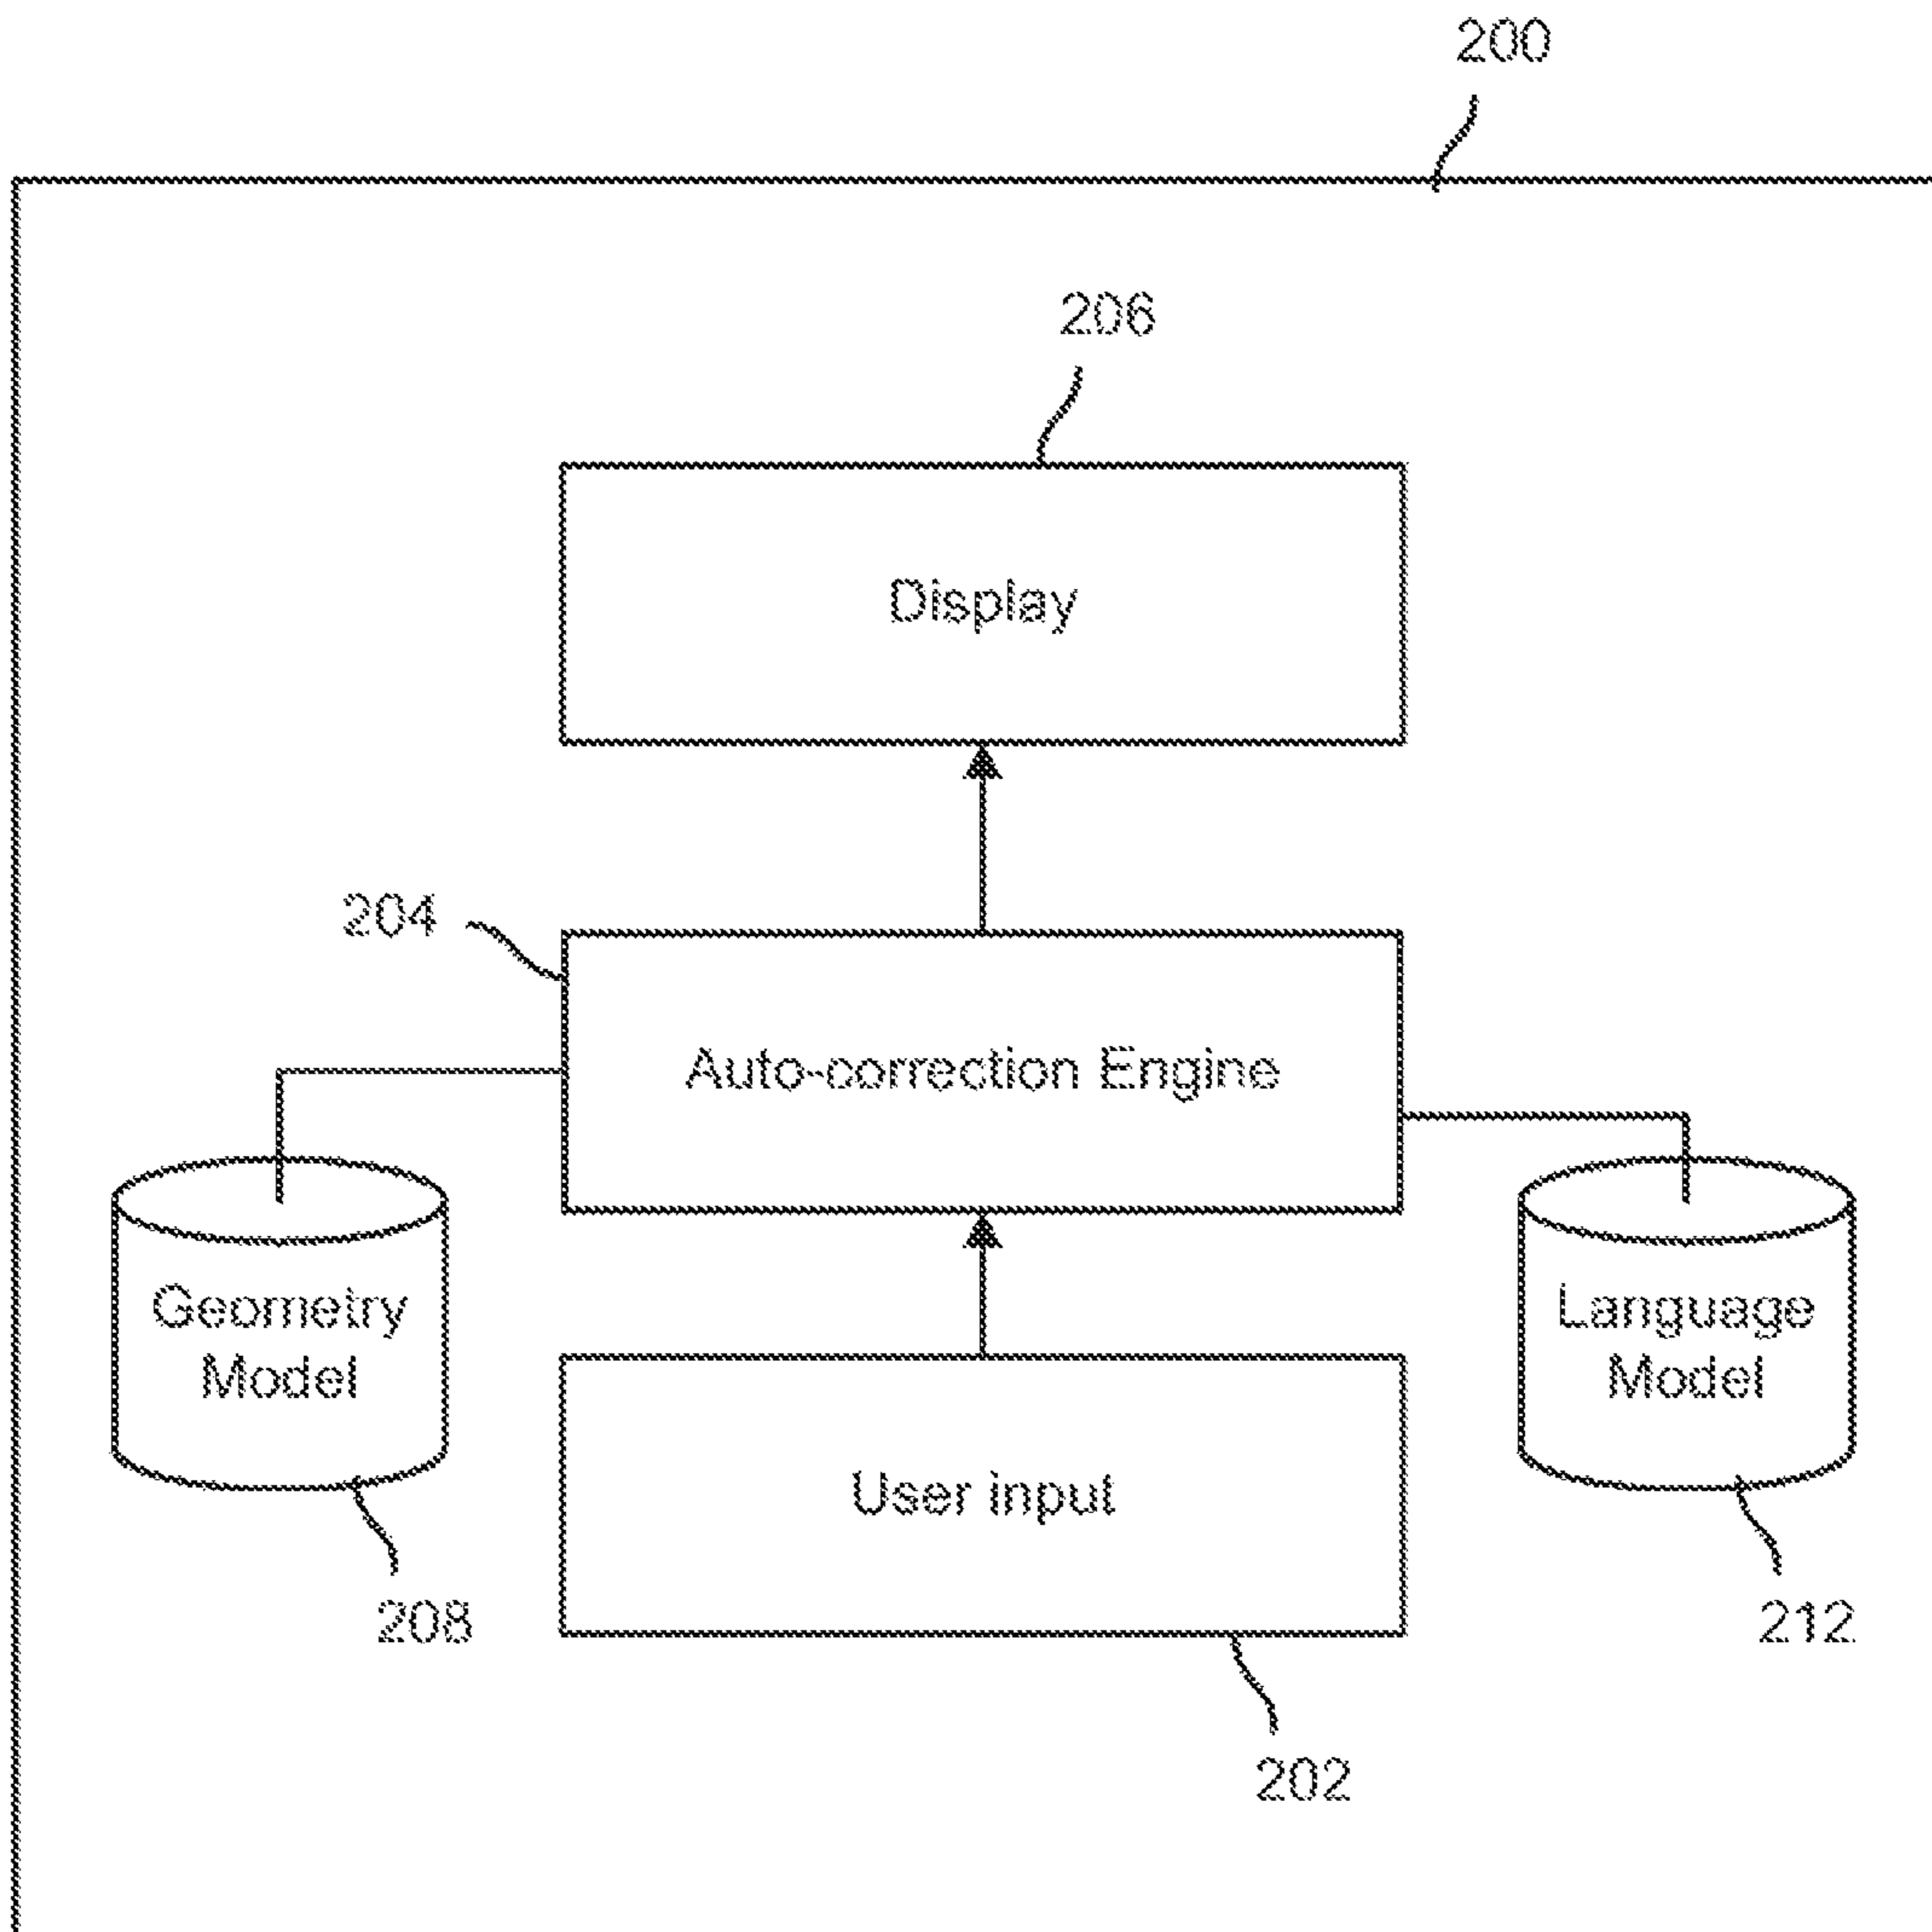 200
206
Display
204
Auto-correction Engine
Geometry
Model
Language
Model
User input
208
212
202